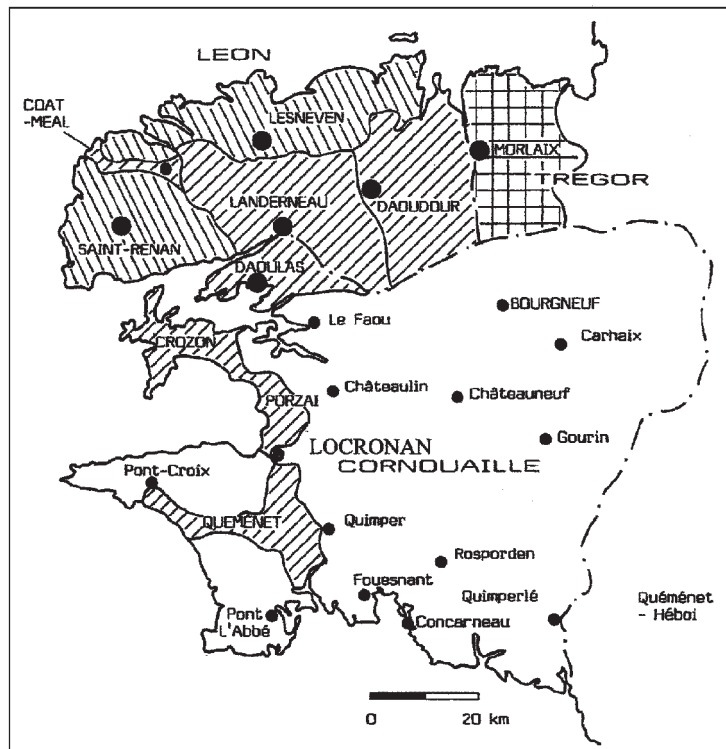 LEON
COAT
-MEAL
LESNEVEN
MORLAIX
TREGOR
LANDERNEAU
DAOUDOUR
SAINT-RENAN
DAOULAS
BOURGNEUF
Le Faou
Carhaix
CROZON
Châteaulin
Châteauneuf
PORZAI
Gourin
LOCRONAN
CORNOUAILLE
Pont-Croix
QUEMENET
Quimper
Rosporden
Fouesnant
Quimperlé
Quéménet
- Héboi
Pont
L'Abbé
Concarneau
0 20 km